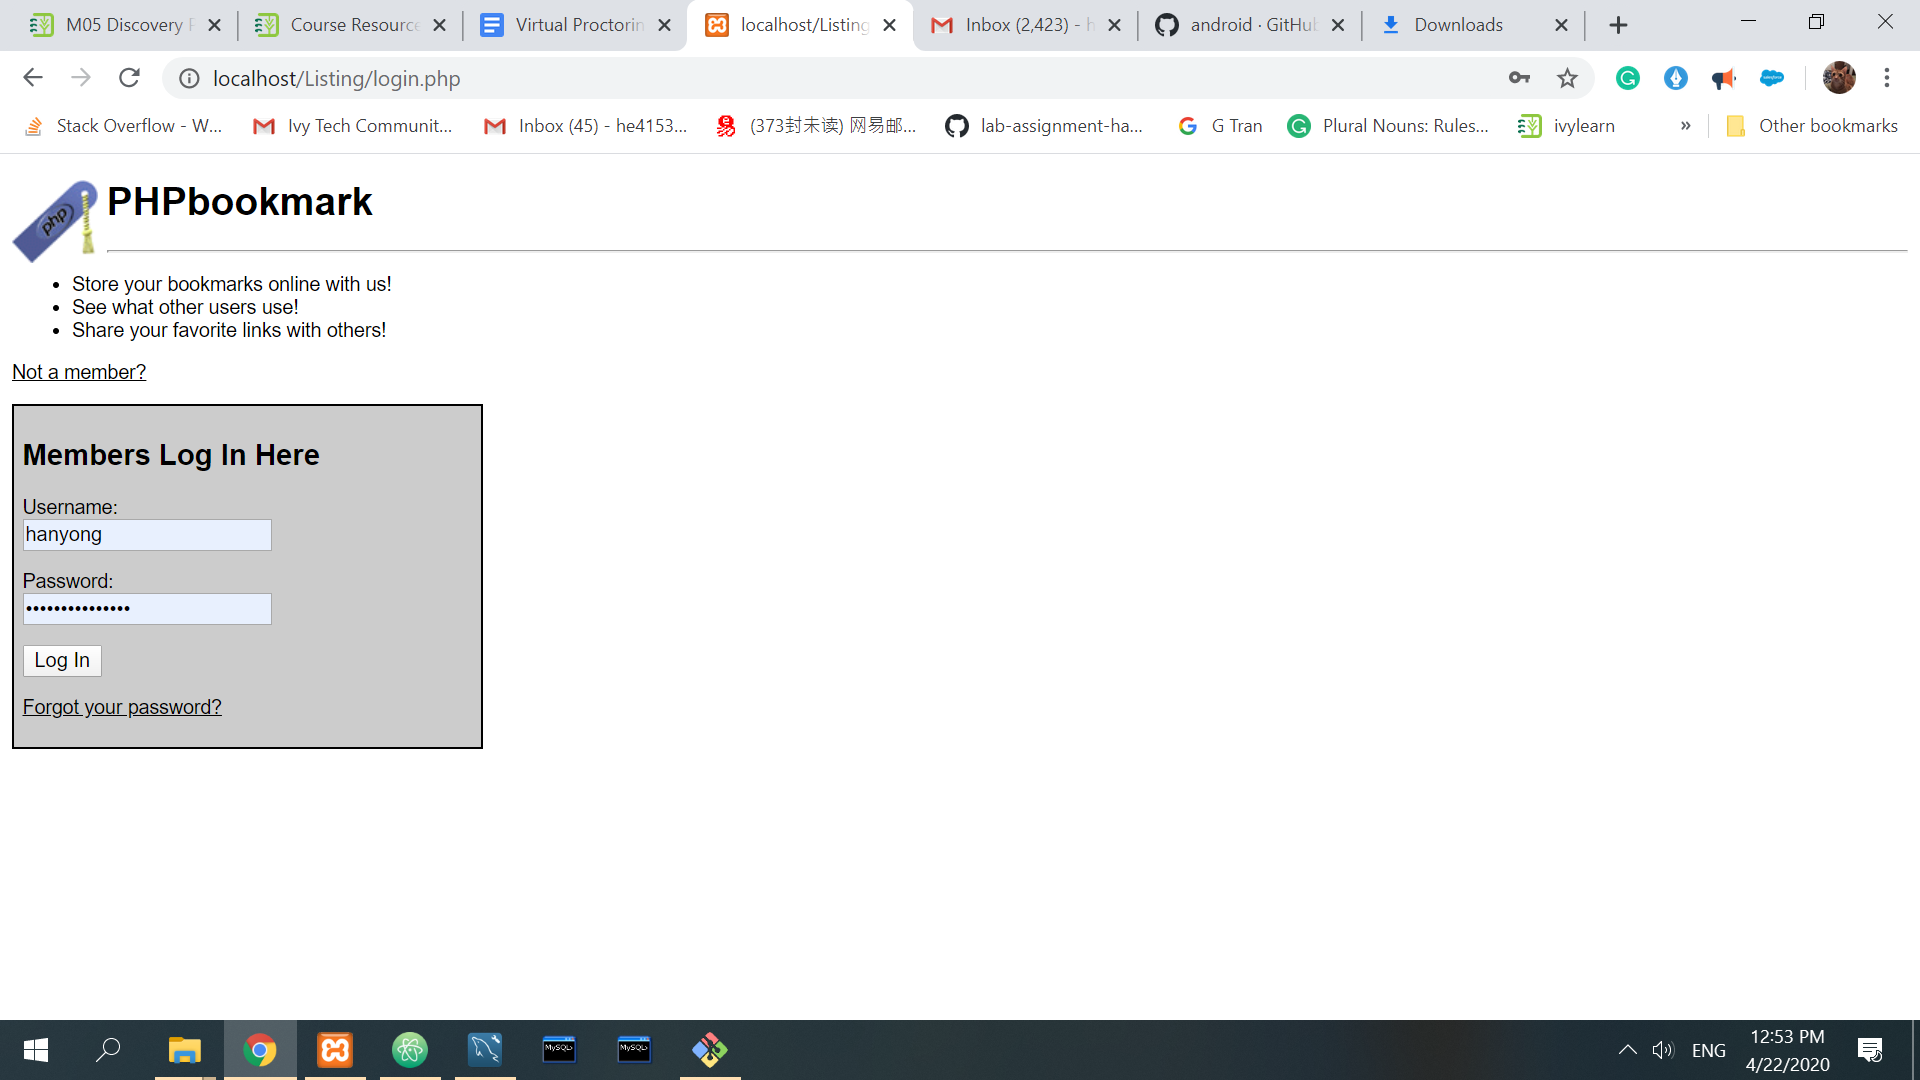 M05 Discovery P
Course Resource
Virtual Proctorin
localhost/Listing
Inbox (2,423) - h
android · GitHub
Downloads
localhost/Listing/login.php
Stack Overflow - W...
Ivy Tech Communit...
Inbox (45) - he4153...
(373封未读) 网易邮...
lab-assignment-ha...
G Tran
Plural Nouns: Rules...
ivylearn
»
Other bookmarks
php
PHPbookmark
• Store your bookmarks online with us!
• See what other users use!
• Share your favorite links with others!
Not a member?
Members Log In Here
Username:
hanyong
Password:
•••••••••••••••
Log In
Forgot your password?
MySQL>
MySQL>
ENG
12:53 PM
4/22/2020